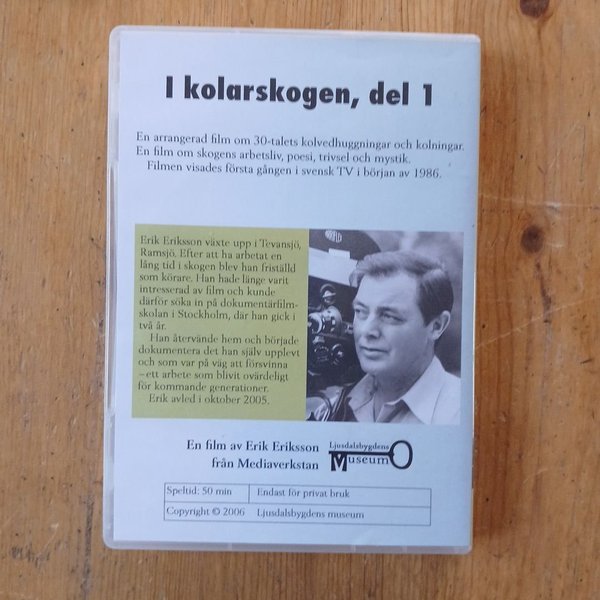 I kolarskogen, del 1
En arrangerad film om 30-talets kolvedhuggningar och kolningar.
En film om skogens arbetsliv, poesi, trivsel och mystik.
Filmen visades första gången i svensk TV i början av 1986.
Erik Eriksson växte upp i Tevansjö,
Ramsjö. Efter att ha arbetat en
lång tid i skogen blev han friställd
som körare. Han hade länge varit
intresserad av film och kunde
därför söka in på dokumentärfilm-
skolan i Stockholm, där han gick i
två år.
Han återvände hem och började
dokumentera det han själv upplevt
och som var på väg att försvinna
–ett arbete som blivit ovärdeligt
för kommande generationer.
Erik avled i oktober 2005.
En film av Erik Eriksson
från Mediaverkstan
Ljusdalsbygdens
Museum
Speltid: 50 min Endast för privat bruk
Copyright © 2006 Ljusdalsbygdens museum